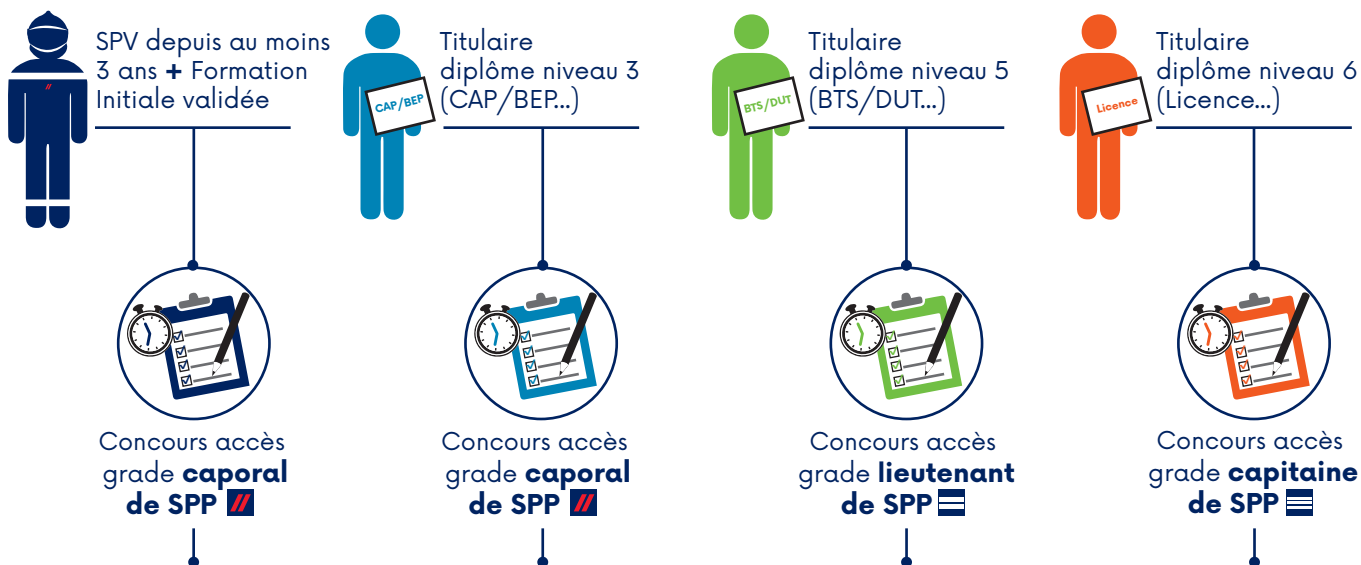 SPV depuis au moins
3 ans + Formation
Initiale validée
CAP/BEP
Titulaire
diplôme niveau 3
(CAP/BEP...)
BTS/DUT
Titulaire
diplôme niveau 5
(BTS/DUT...)
Licence
Titulaire
diplôme niveau 6
(Licence...)
Concours accès
grade caporal
de SPP
Concours accès
grade caporal
de SPP
Concours accès
grade lieutenant
de SPP
Concours accès
grade capitaine
de SPP